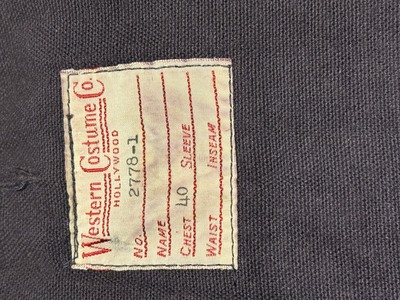 Western Costume Co.
HOLLYWOOD
No. 2778-1
NAME
CHEST 40 SLEEVE
WAIST INSEAM